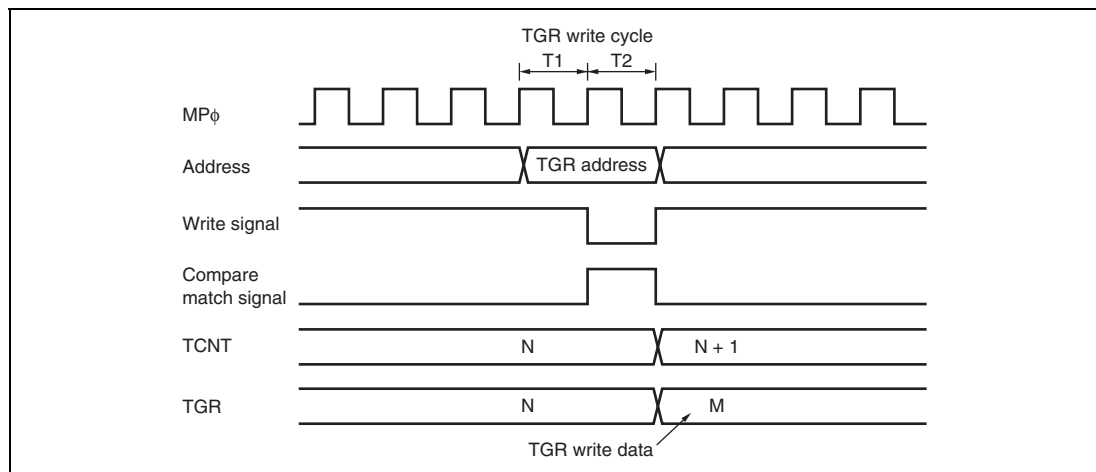 TGR write cycle
T1 T2
MPφ
Address TGR address
Write signal
Compare
match signal
TCNT N N + 1
TGR N M
TGR write data